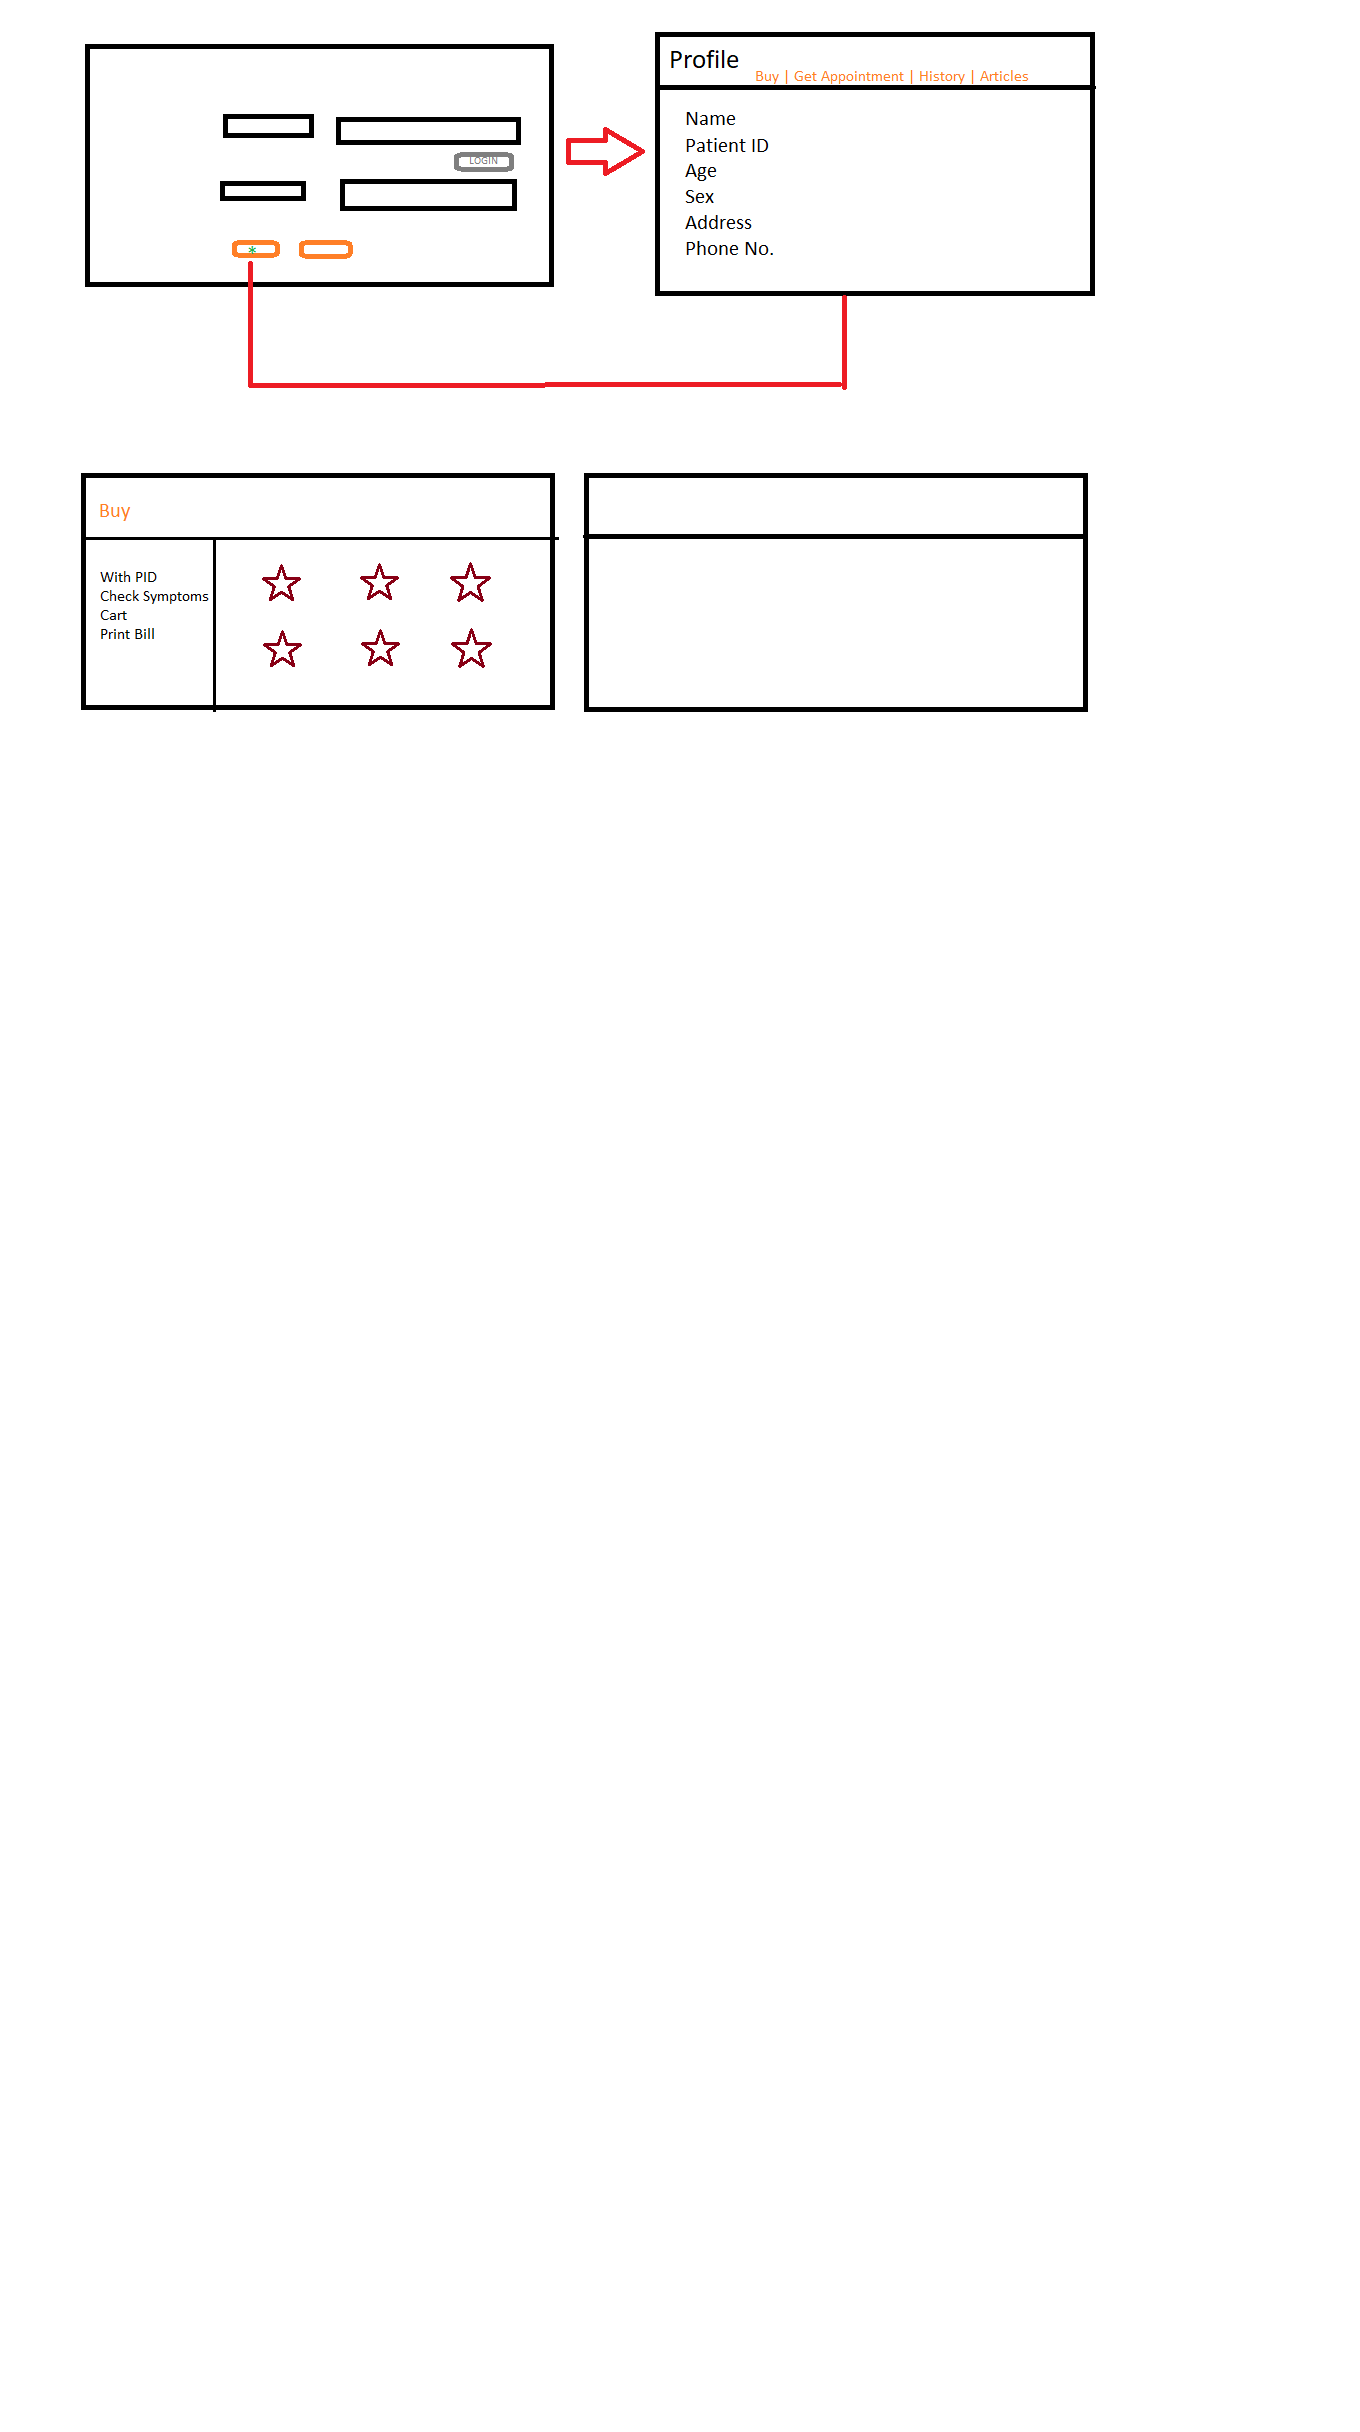 LOGIN
*
Profile
Buy | Get Appointment | History | Articles
Name
Patient ID
Age
Sex
Address
Phone No.
Buy
With PID
Check Symptoms
Cart
Print Bill